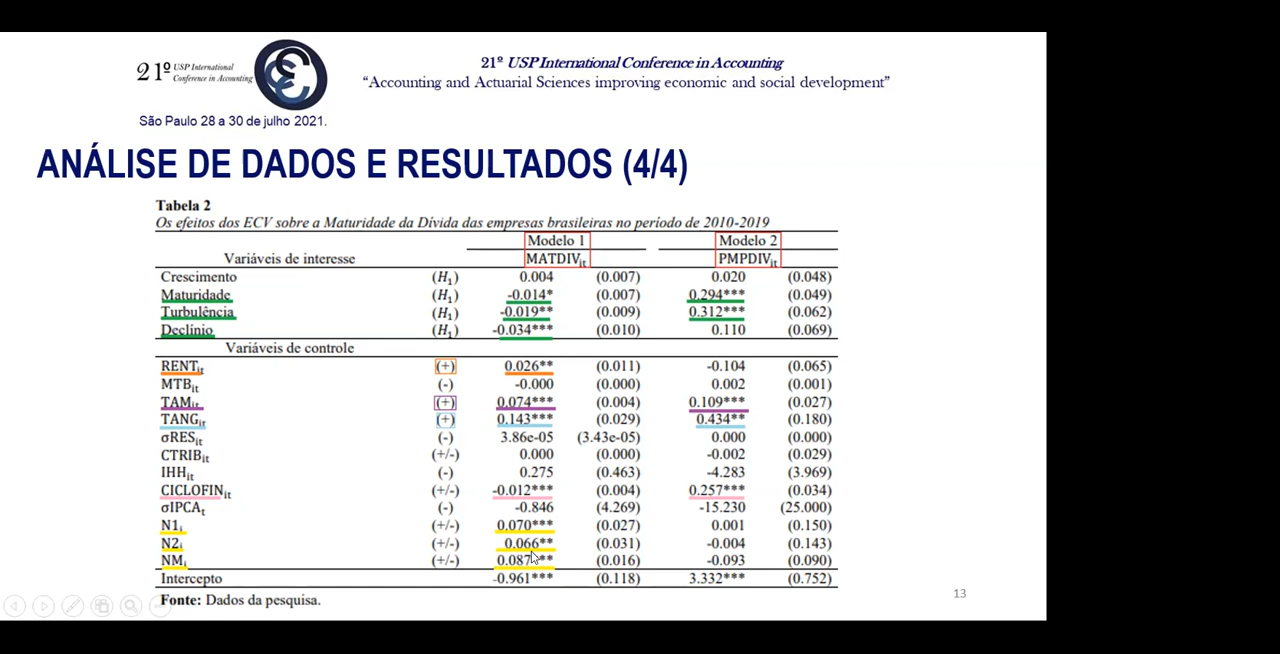 21º USP International
Conference in Accounting
21º USP International Conference in Accounting
“Accounting and Actuarial Sciences improving economic and social development”
São Paulo 28 a 30 de julho 2021.
ANÁLISE DE DADOS E RESULTADOS (4/4)
Tabela 2
Os efeitos dos ECV sobre a Maturidade da Dívida das empresas brasileiras no período de 2010-2019
Modelo 1 Modelo 2
Variáveis de interesse MATDIVit PMPDIVit
Crescimento (H1) 0.004 (0.007) 0.020 (0.048)
Maturidade (H1) -0.014* (0.007) 0.294*** (0.049)
Turbulência (H1) -0.019** (0.009) 0.312*** (0.062)
Declínio (H1) -0.034*** (0.010) 0.110 (0.069)
Variáveis de controle
RENTit (+) 0.026** (0.011) -0.104 (0.065)
MTBit (-) -0.000 (0.000) 0.002 (0.001)
TAMit (+) 0.074*** (0.004) 0.109*** (0.027)
TANGit (+) 0.143*** (0.029) 0.434** (0.180)
σRESit (-) 3.86e-05 (3.43e-05) 0.000 (0.000)
CTRIBit (+/-) 0.000 (0.000) -0.002 (0.029)
IHHit (-) 0.275 (0.463) -4.283 (3.969)
CICLOFINit (+/-) -0.012*** (0.004) 0.257*** (0.034)
σIPCAt (-) -0.846 (4.269) -15.230 (25.000)
N1i (+/-) 0.070*** (0.027) 0.001 (0.150)
N2i (+/-) 0.066** (0.031) -0.004 (0.143)
NMi (+/-) 0.087*** (0.016) -0.093 (0.090)
Intercepto -0.961*** (0.118) 3.332*** (0.752)
Fonte: Dados da pesquisa.
13